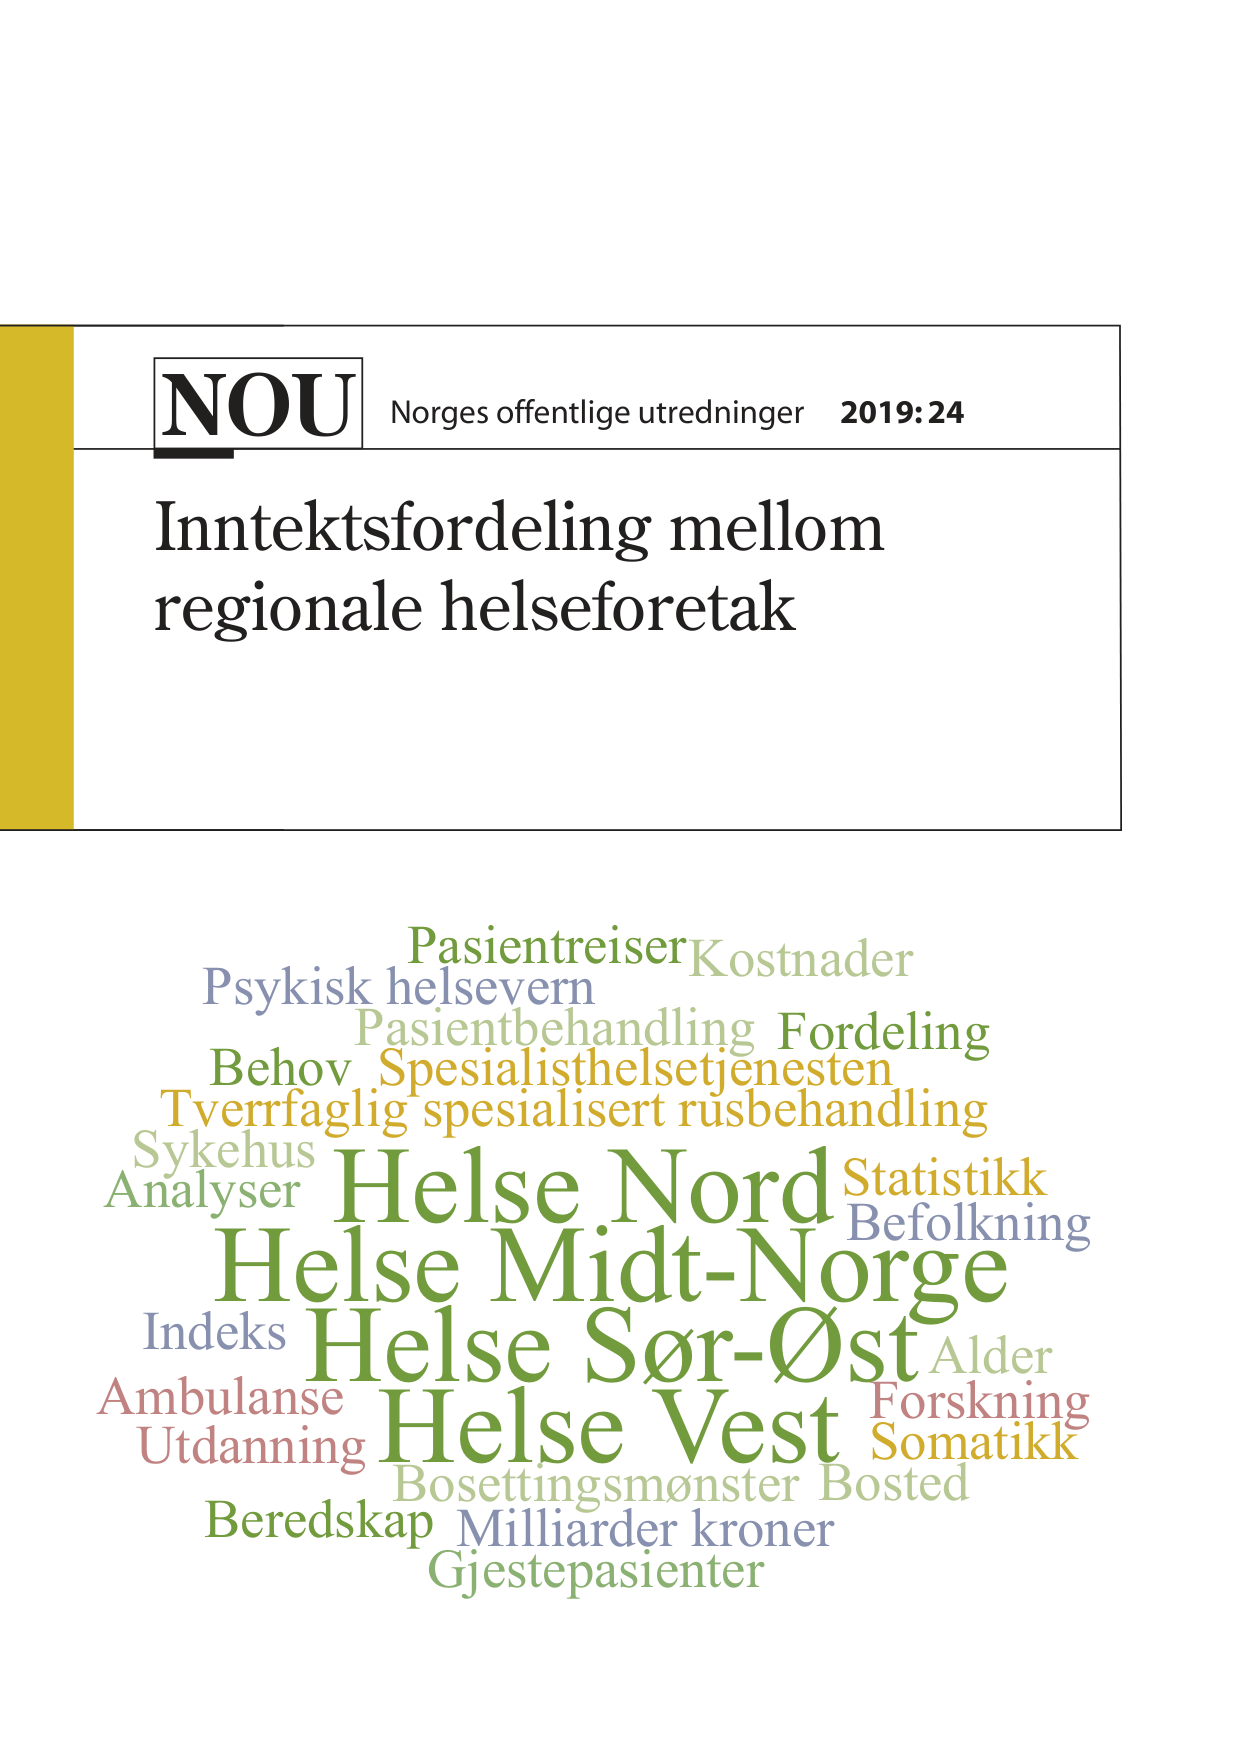 NOU Norges offentlige utredninger 2019: 24
Inntektsfordeling mellom
regionale helseforetak
Pasientreiser Kostnader
Psykisk helsevern
Pasientbehandling Fordeling
Behov Spesialisthelsetjenesten
Tverrfaglig spesialisert rusbehandling
Sykehus
Analyser Helse Nord Statistikk
Befolkning
Helse Midt-Norge
Indeks Helse Sør-Øst Alder
Ambulanse Helse Vest Forskning
Utdanning Somatikk
Bosettingsmønster Bosted
Beredskap Milliarder kroner
Gjestepasienter